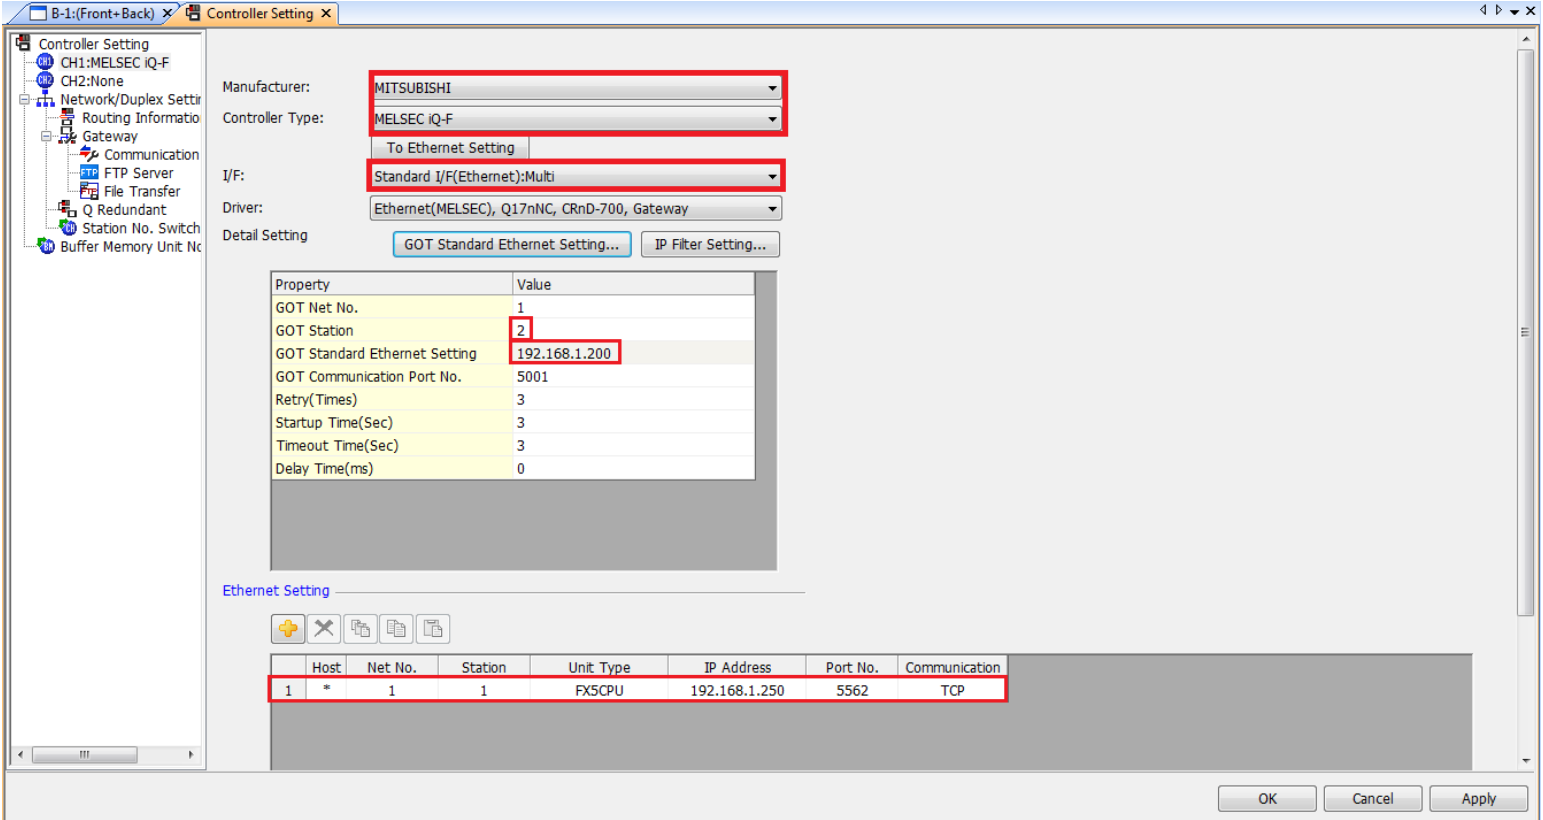 B-1:(Front+Back)
Controller Setting
Controller Setting
CH1:MELSEC iQ-F
CH2:None
Network/Duplex Settir
Routing Informatio
Gateway
Communication
FTP Server
File Transfer
Q Redundant
Station No. Switch
Buffer Memory Unit No
Manufacturer: MITSUBISHI
Controller Type: MELSEC iQ-F
To Ethernet Setting
I/F: Standard I/F(Ethernet):Multi
Driver: Ethernet(MELSEC), Q17nNC, CRnD-700, Gateway
Detail Setting GOT Standard Ethernet Setting... IP Filter Setting...
Property Value
GOT Net No. 1
GOT Station 2
GOT Standard Ethernet Setting 192.168.1.200
GOT Communication Port No. 5001
Retry(Times) 3
Startup Time(Sec) 3
Timeout Time(Sec) 3
Delay Time(ms) 0
Ethernet Setting
Host Net No. Station Unit Type IP Address Port No. Communication
1 * 1 1 FX5CPU 192.168.1.250 5562 TCP
OK Cancel Apply